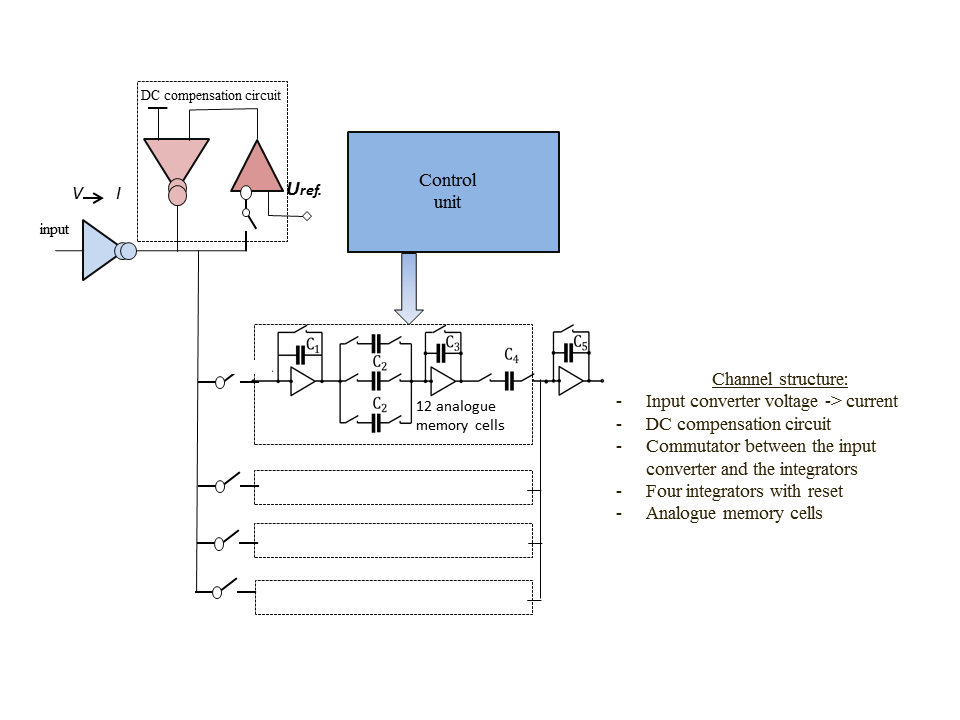 DC compensation circuit
V I
Uref.
input
Control
unit
C1
C2
C2
C3
C4
C5
12 analogue
memory cells
Channel structure:
- Input converter voltage -> current
- DC compensation circuit
- Commutator between the input
converter and the integrators
- Four integrators with reset
- Analogue memory cells